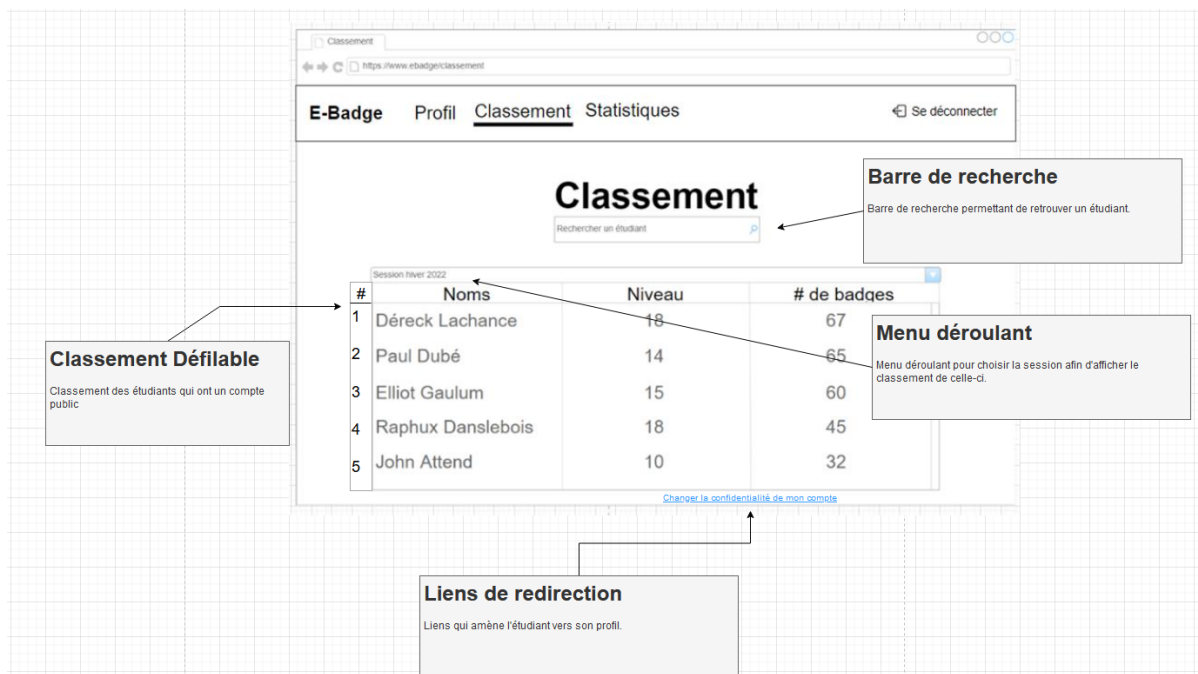 Classement
https://www.ebadge/classement
E-Badge Profil Classement Statistiques Se déconnecter
Classement
Rechercher un étudiant
Barre de recherche
Barre de recherche permettant de retrouver un étudiant.
Session hiver 2022
# Noms Niveau # de badges
1 Déreck Lachance 18 67
2 Paul Dubé 14 65
3 Elliot Gaulum 15 60
4 Raphux Danslebois 18 45
5 John Attend 10 32
Changer la confidentialité de mon compte
Menu déroulant
Menu déroulant pour choisir la session afin d'afficher le
classement de celle-ci.
Classement Défilable
Classement des étudiants qui ont un compte
public
Liens de redirection
Liens qui amène l'étudiant vers son profil.